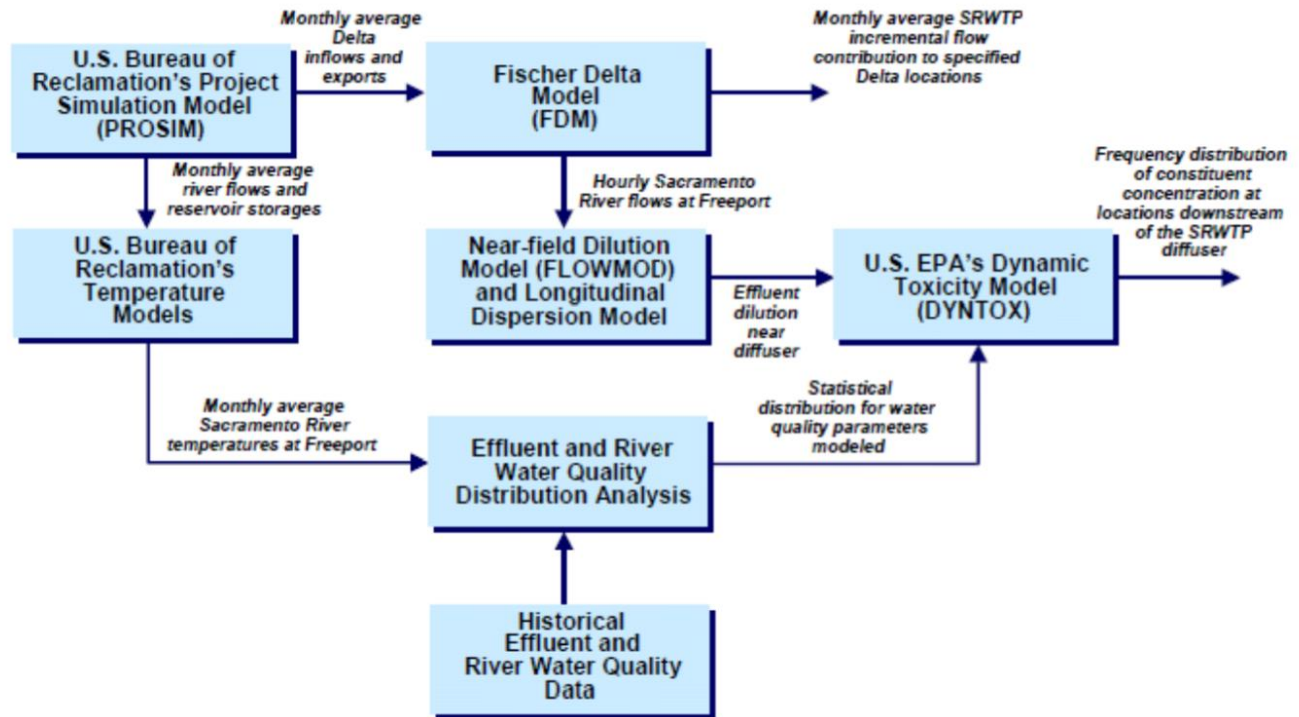 Monthly average
Delta
inflows and
exports
Monthly average SRWTP
incremental flow
contribution to specified
Delta locations
U.S. Bureau of
Reclamation's Project
Simulation Model
(PROSIM)
Fischer Delta
Model
(FDM)
Monthly average
river flows and
reservoir storages
Hourly Sacramento
River flows at Freeport
Frequency distribution
of constituent
concentration at
locations downstream
of the SRWTP
diffuser
U.S. Bureau of
Reclamation's
Temperature
Models
Near-field Dilution
Model (FLOWMOD)
and Longitudinal
Dispersion Model
Effluent
dilution
near
diffuser
U.S. EPA's Dynamic
Toxicity Model
(DYNTOX)
Monthly average
Sacramento River
temperatures at Freeport
Statistical
distribution for water
quality parameters
modeled
Effluent and River
Water Quality
Distribution Analysis
Historical
Effluent and
River Water Quality
Data